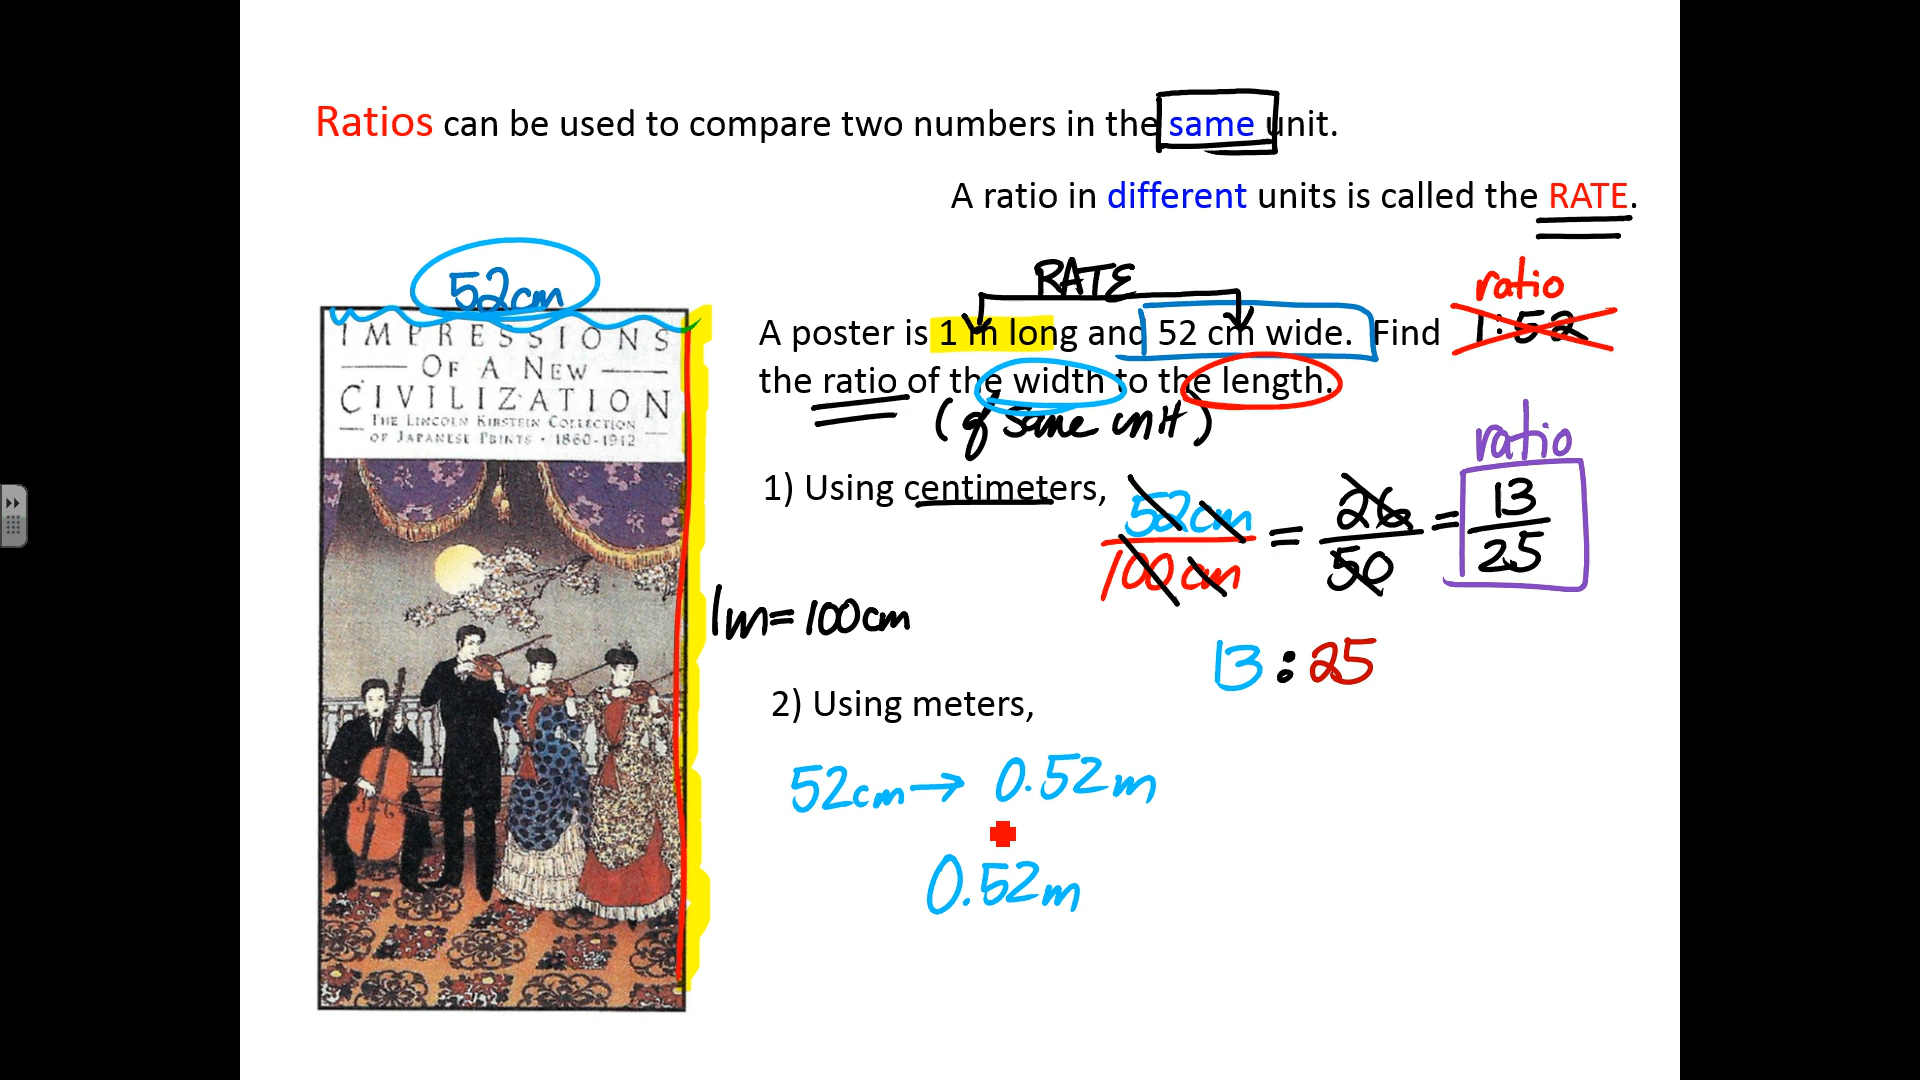 Ratios can be used to compare two numbers in the same unit.
A ratio in different units is called the RATE.
52cm
RATE
ratio
A poster is 1 m long and 52 cm wide. Find
1:52
the ratio of the width to the length.
(of same unit)
IMPRESSIONS
OF A NEW
CIVILIZATION
THE LINCOLN KIRSTEIN COLLECTION
OF JAPANESE PRINTS · 1860-1912
ratio
1) Using centimeters,
52cm = 26 = 13
100cm 50 25
1m = 100cm
13 : 25
2) Using meters,
52cm → 0.52m
0.52m